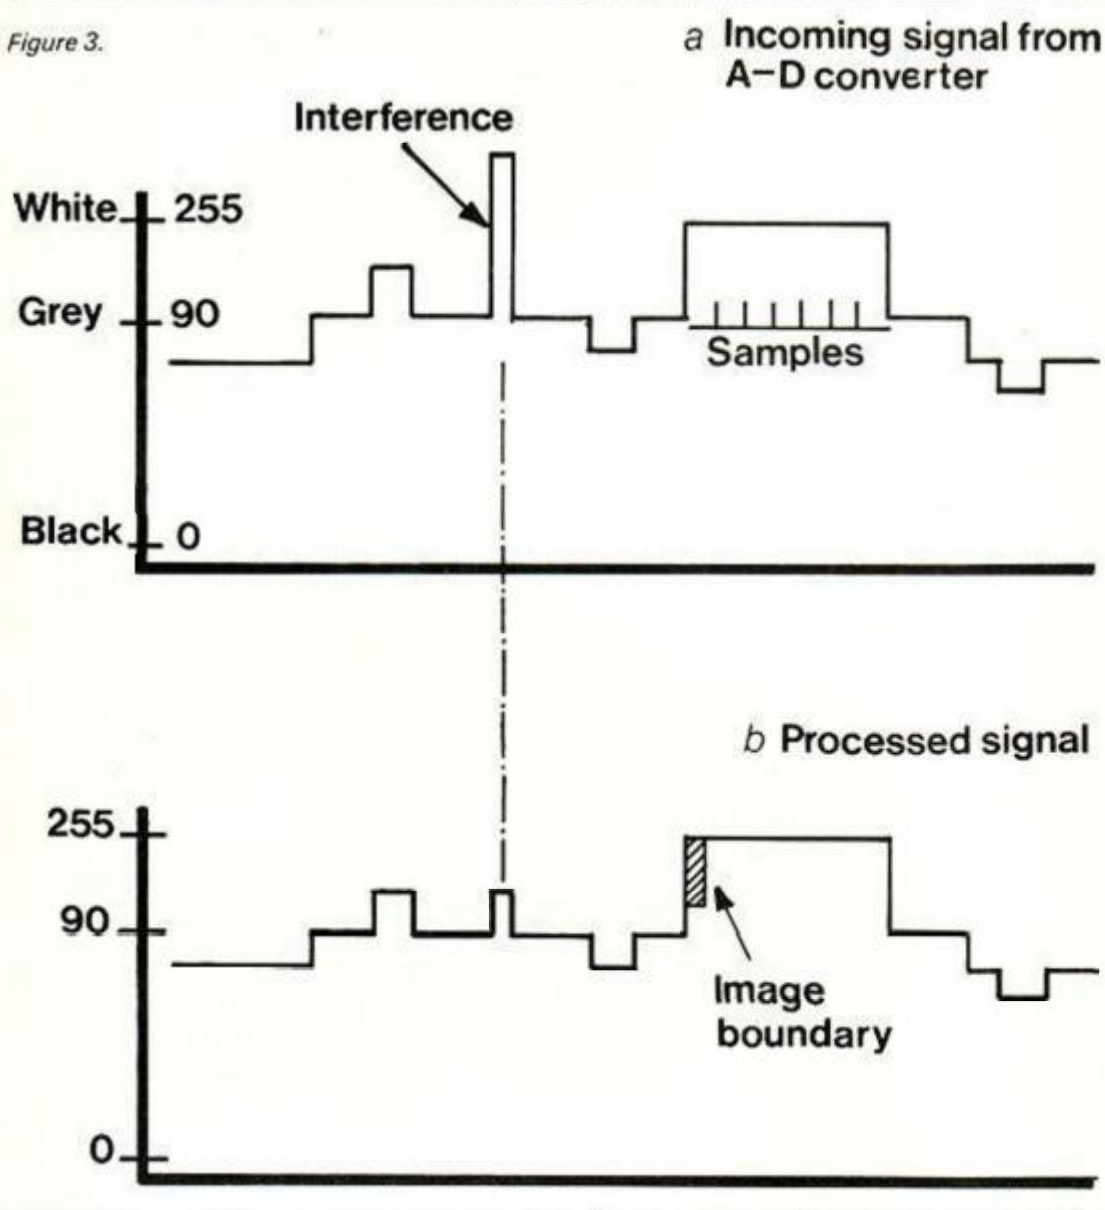 Figure 3.
a Incoming signal from
A-D converter
Interference
White 255
Grey 90
Samples
Black 0
b Processed signal
255
90
Image
boundary
0